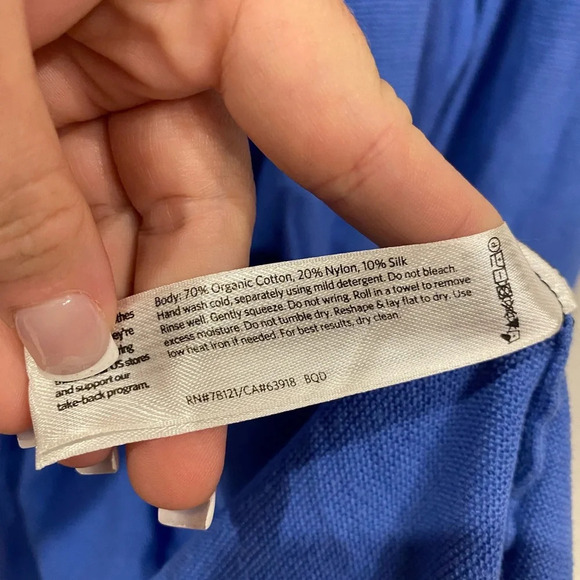 Body: 70% Organic Cotton, 20% Nylon, 10% Silk
Hand wash cold, separately using mild detergent. Do not bleach.
Rinse well. Gently squeeze. Do not wring. Roll in a towel to remove
excess moisture. Do not tumble dry. Reshape & lay flat to dry. Use
low heat iron if needed. For best results, dry clean.
RN#78121/CA#63918 BQD
US stores
and support our
take-back program.